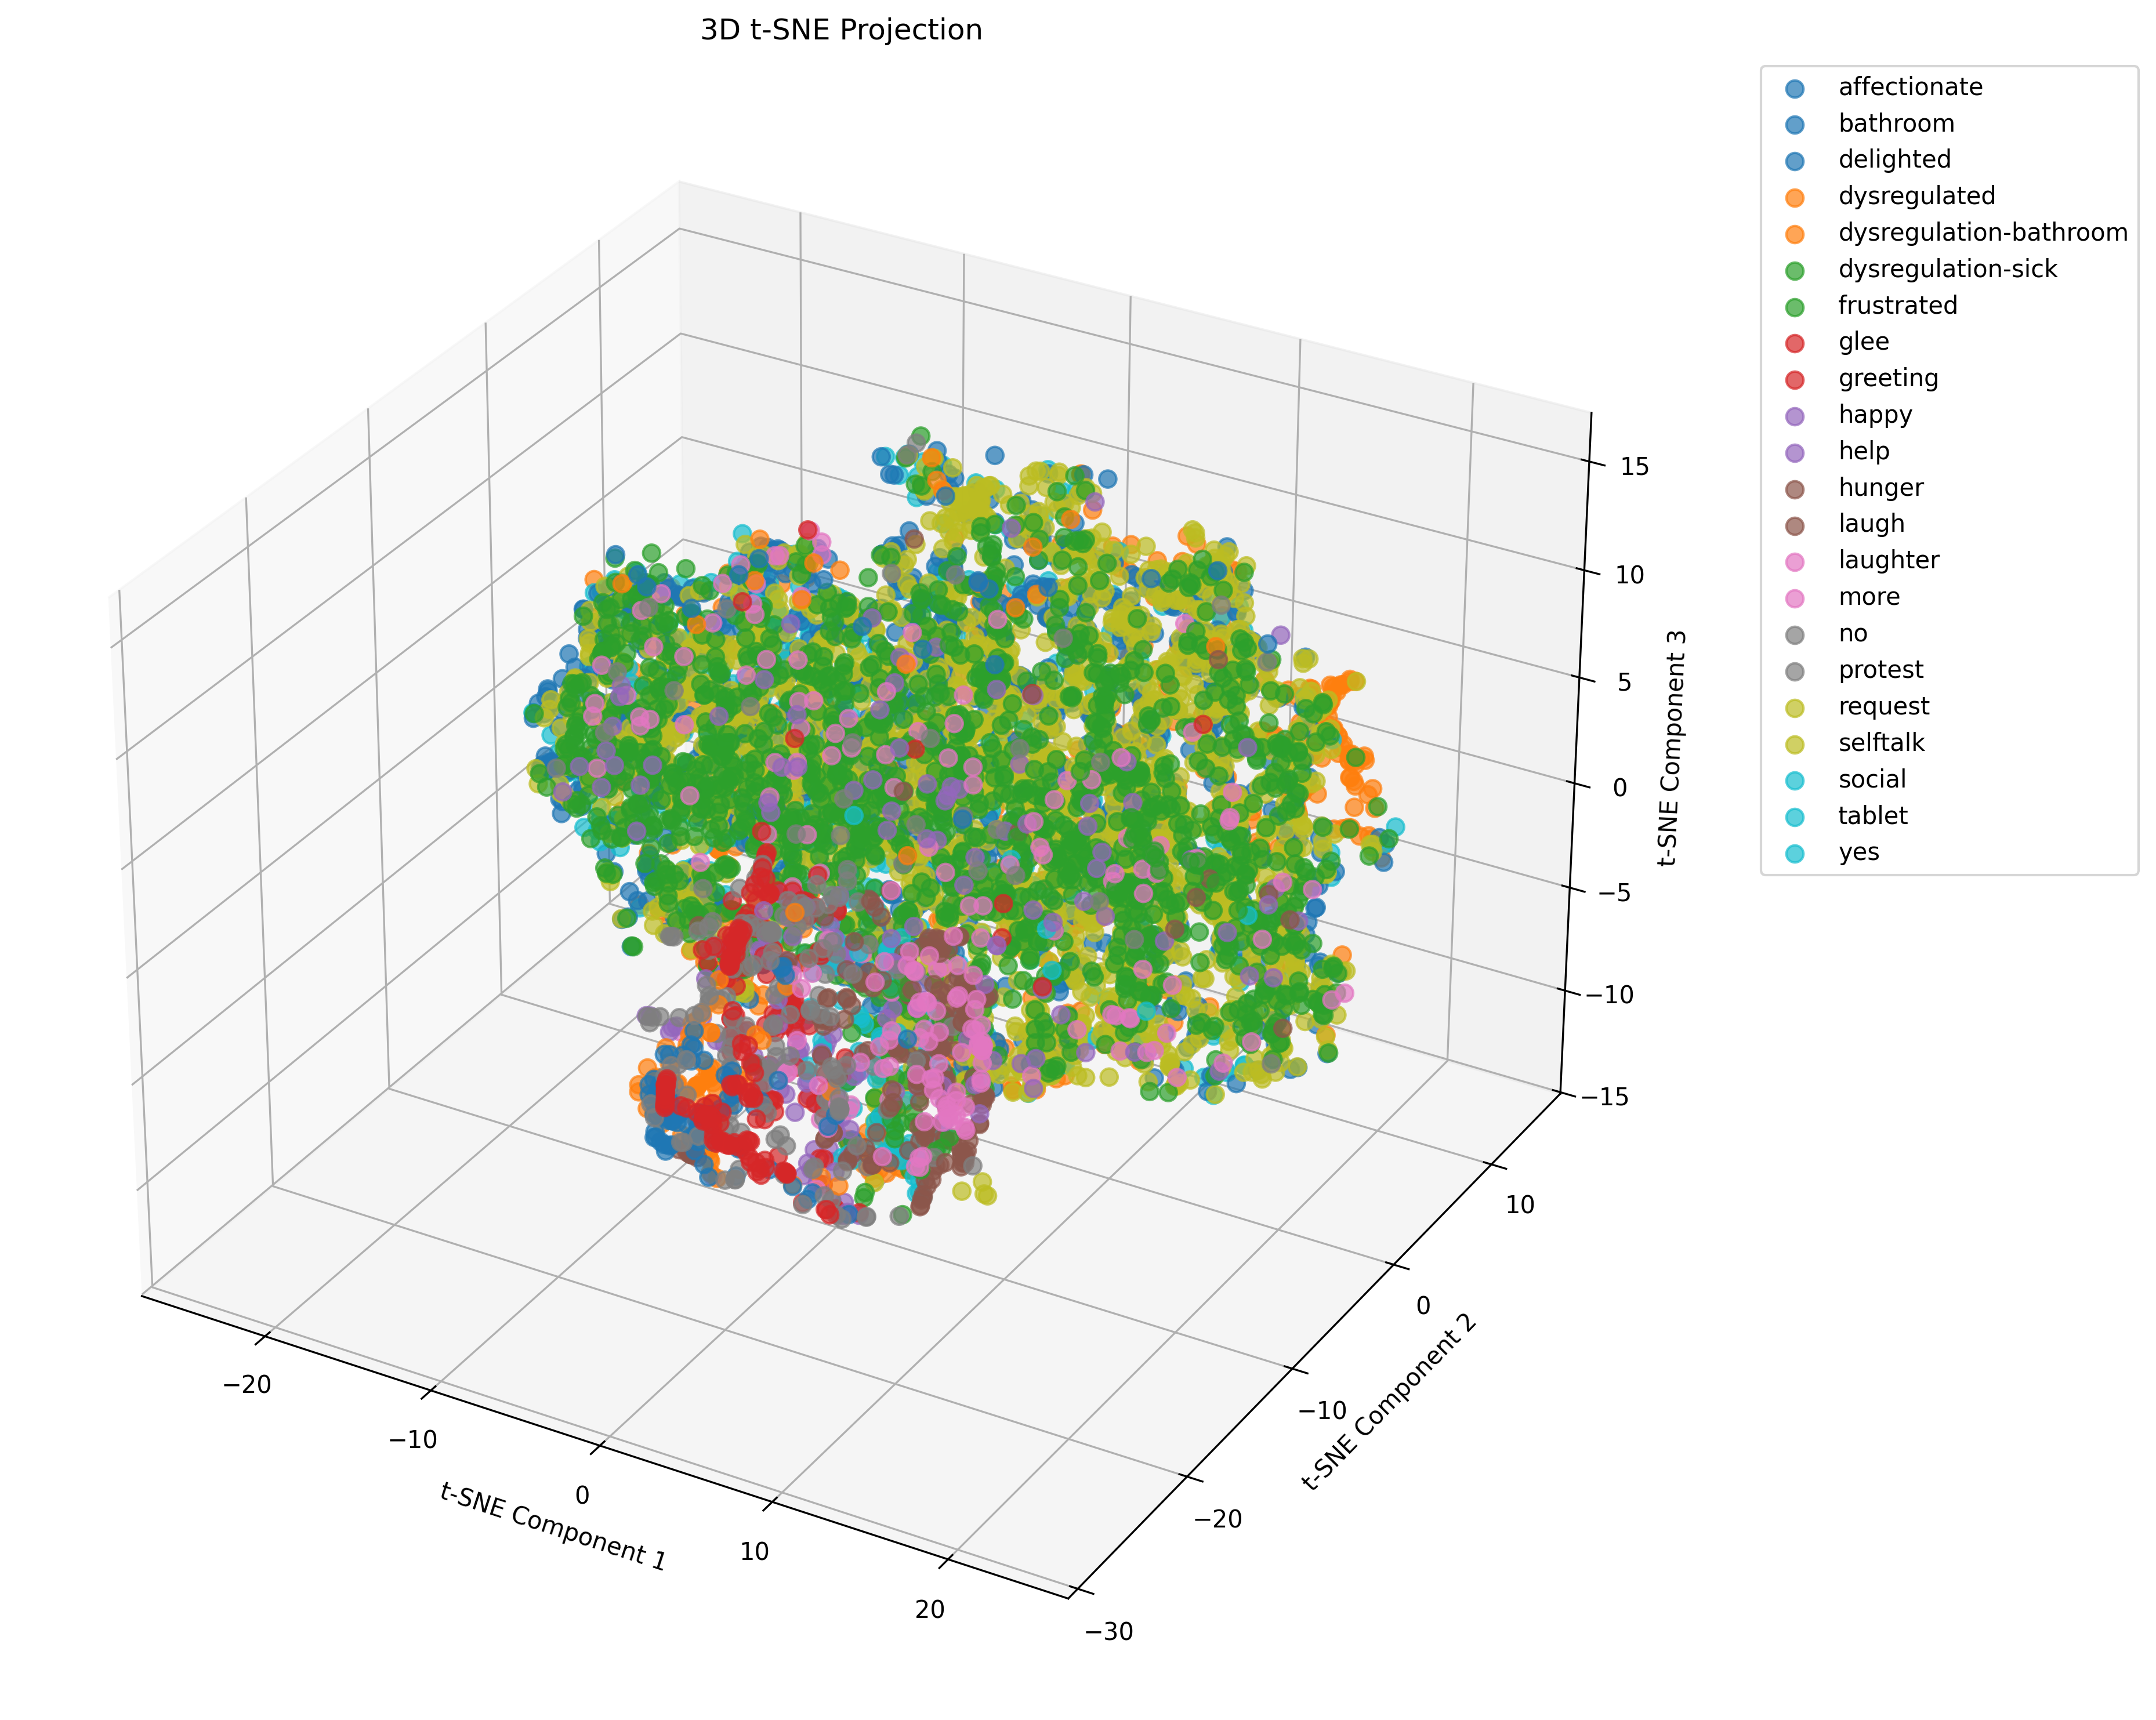 3D t-SNE Projection
affectionate
bathroom
delighted
dysregulated
dysregulation-bathroom
dysregulation-sick
frustrated
glee
greeting
happy
help
hunger
laugh
laughter
more
no
protest
request
selftalk
social
tablet
yes
15
10
5
0
−5
−10
−15
t-SNE Component 3
10
0
−10
−20
−30
t-SNE Component 2
−20
−10
0
10
20
t-SNE Component 1